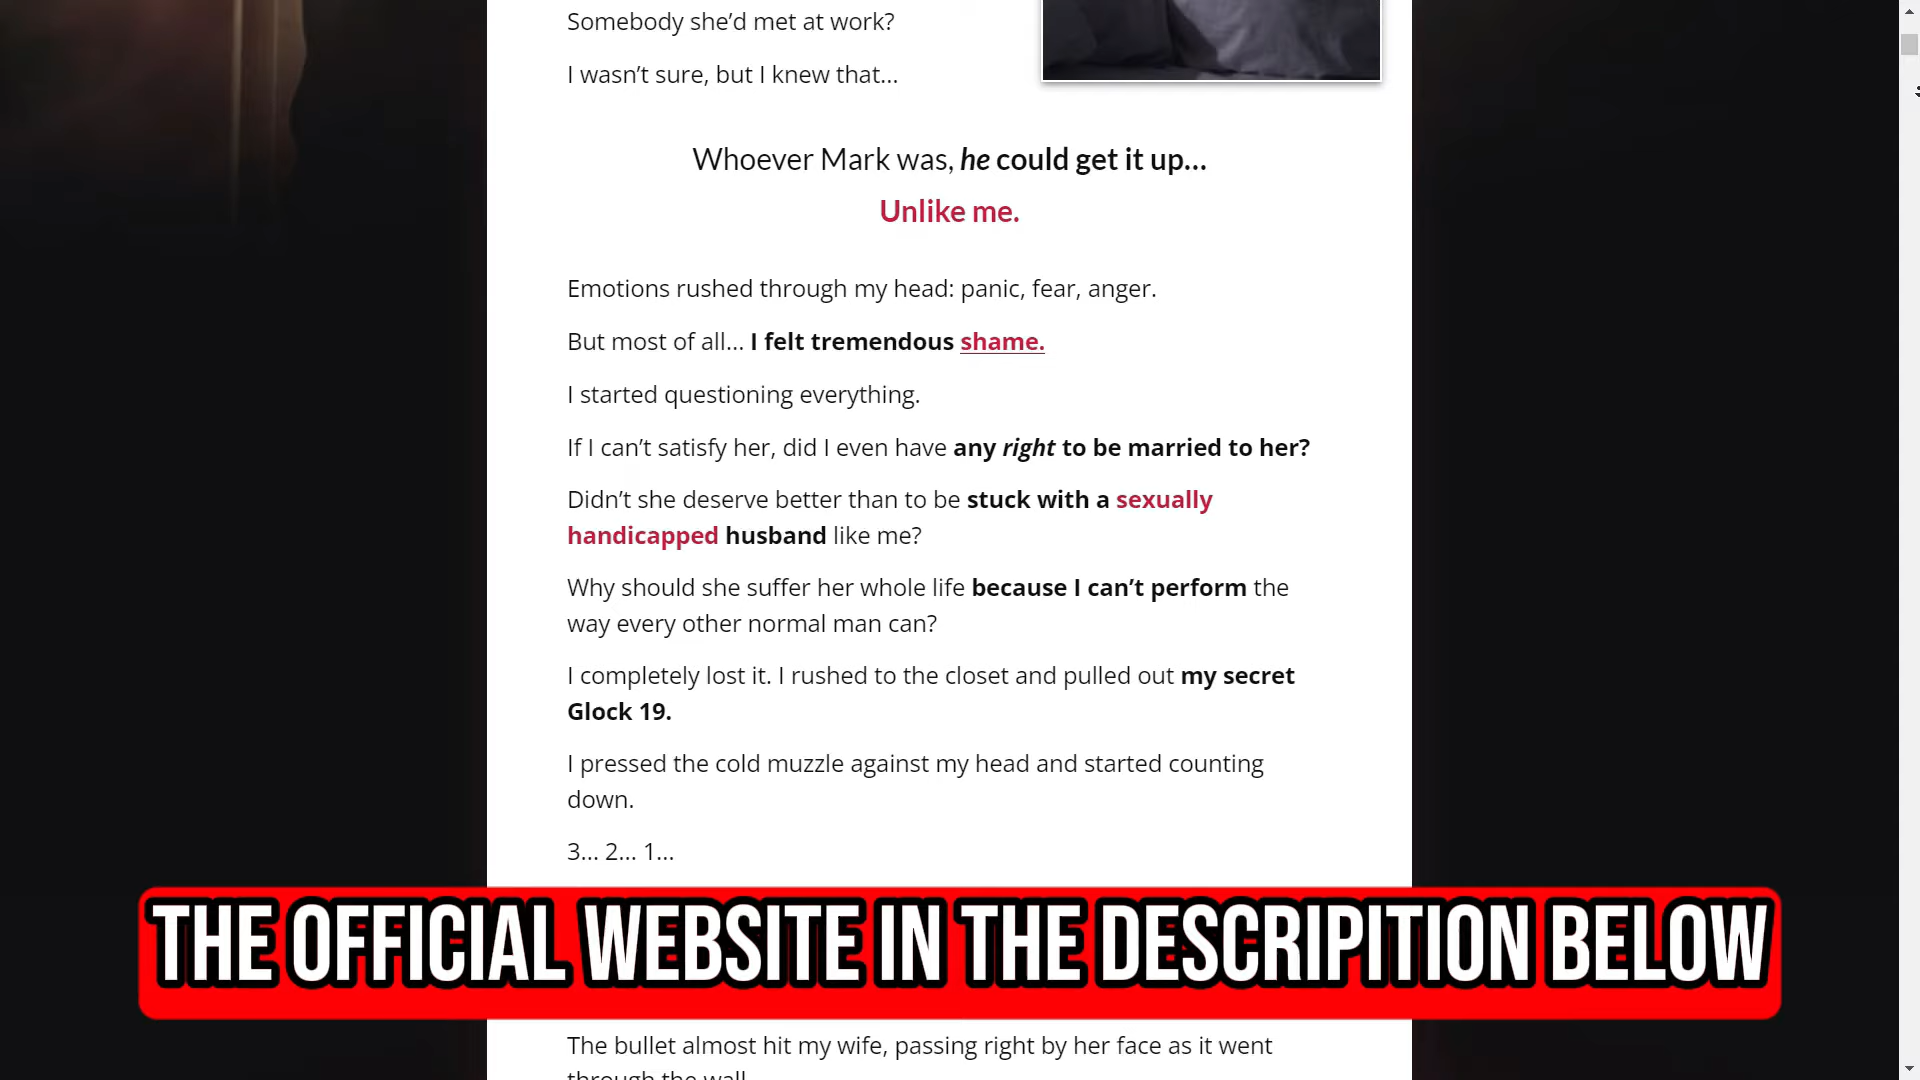 Somebody she’d met at work?
I wasn’t sure, but I knew that...
Whoever Mark was, he could get it up...
Unlike me.
Emotions rushed through my head: panic, fear, anger.
But most of all... I felt tremendous shame.
I started questioning everything.
If I can’t satisfy her, did I even have any right to be married to her?
Didn’t she deserve better than to be stuck with a sexually
handicapped husband like me?
Why should she suffer her whole life because I can’t perform the
way every other normal man can?
I completely lost it. I rushed to the closet and pulled out my secret
Glock 19.
I pressed the cold muzzle against my head and started counting
down.
3... 2... 1...
THE OFFICIAL WEBSITE IN THE DESCRIPITION BELOW
The bullet almost hit my wife, passing right by her face as it went
through the wall